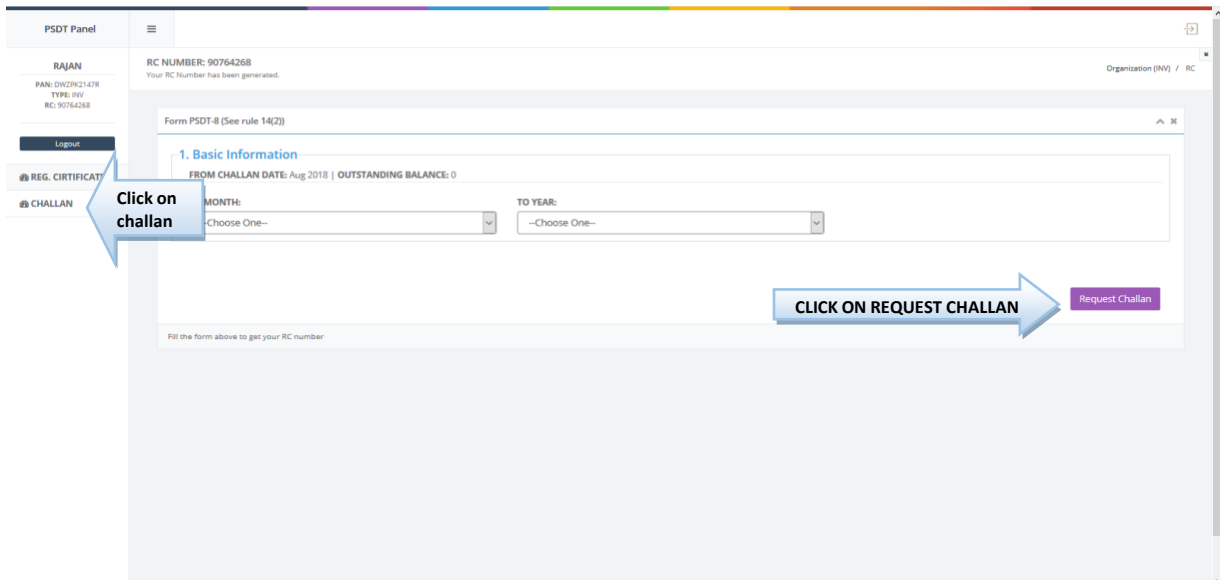 PSDT Panel
RAJAN
PAN: DWZPK2147R
TYPE: INV
RC: 90764268
Logout
REG. CIRTIFICAT
CHALLAN
Click on
challan
RC NUMBER: 90764268
Your RC Number has been generated.
Organization (INV) / RC
Form PSDT-8 (See rule 14(2))
1. Basic Information
FROM CHALLAN DATE: Aug 2018 | OUTSTANDING BALANCE: 0
MONTH:
TO YEAR:
-Choose One--
--Choose One--
CLICK ON REQUEST CHALLAN
Request Challan
Fill the form above to get your RC number